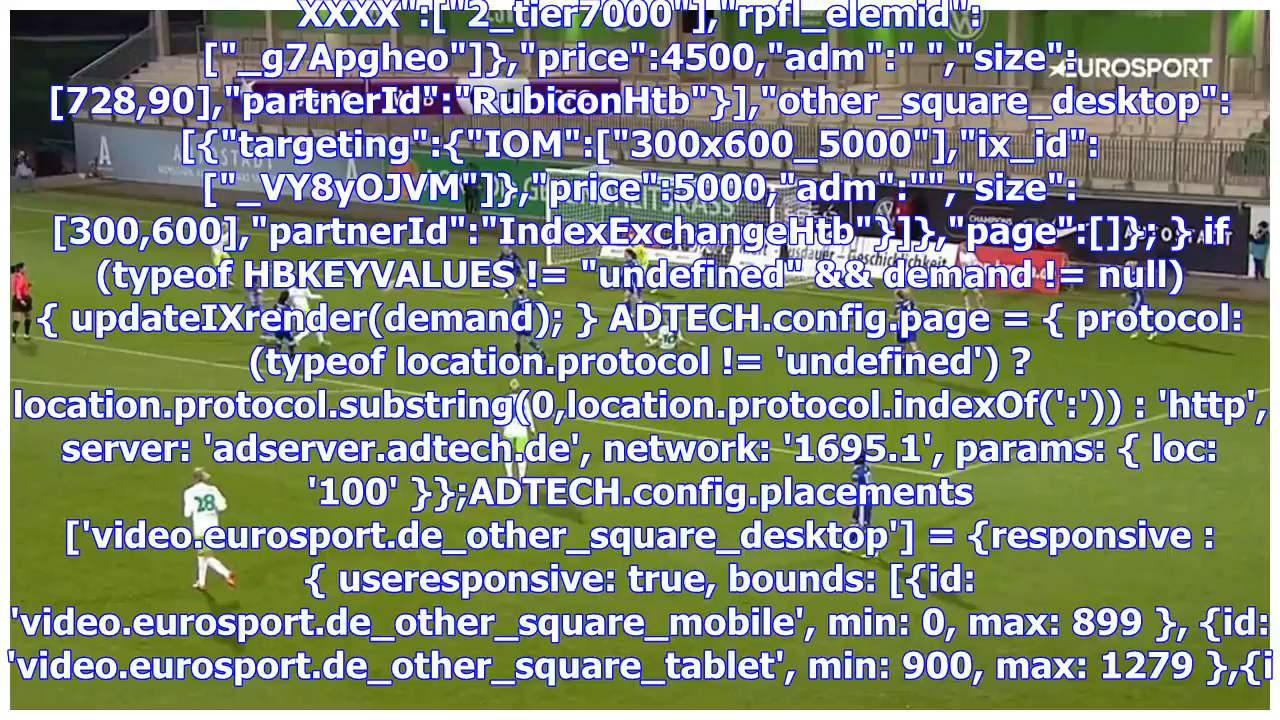 XXXX":["2_tier7000"],"rpfl_elemid":
["_g7Apgheo"]},"price":4500,"adm":" ","size":
EUROSPORT
[728,90],"partnerId":"RubiconHtb"}],"other_square_desktop":
[{"targeting":{"IOM":["300x600_5000"],"ix_id":
["_VY8yOJVM"]},"price":5000,"adm":"","size":
[300,600],"partnerId":"IndexExchangeHtb"}]},"page":[]}; } if
(typeof HBKEYVALUES != "undefined" && demand != null)
{ updateIXrender(demand); } ADTECH.config.page = { protocol:
(typeof location.protocol != 'undefined') ?
location.protocol.substring(0,location.protocol.indexOf(':')) : 'http',
server: 'adserver.adtech.de', network: '1695.1', params: { loc:
'100' }};ADTECH.config.placements
['video.eurosport.de_other_square_desktop'] = {responsive :
28
{ useresponsive: true, bounds: [{id:
'video.eurosport.de_other_square_mobile', min: 0, max: 899 }, {id:
'video.eurosport.de_other_square_tablet', min: 900, max: 1279 },{i